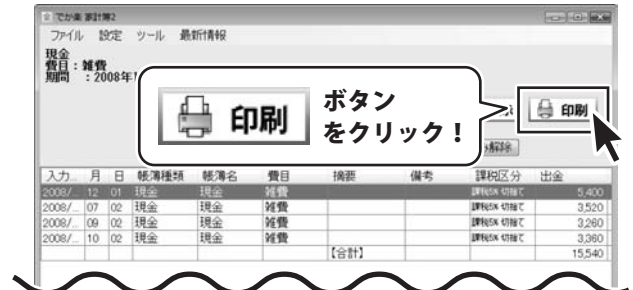 でか楽 家計簿2
ファイル 設定 ツール 最新情報
現金
費目：雑費
期間 ：2008年
印刷
ボタン
をクリック！
印刷
解除
入力... 月 日 帳簿種類 帳簿名 費目 摘要 備考 課税区分 出金
2008/... 12 01 現金 現金 雑費 課税5% 切捨て 5,400
2008/... 07 02 現金 現金 雑費 課税5% 切捨て 3,520
2008/... 09 02 現金 現金 雑費 課税5% 切捨て 3,260
2008/... 10 02 現金 現金 雑費 課税5% 切捨て 3,360
【合計】 15,540